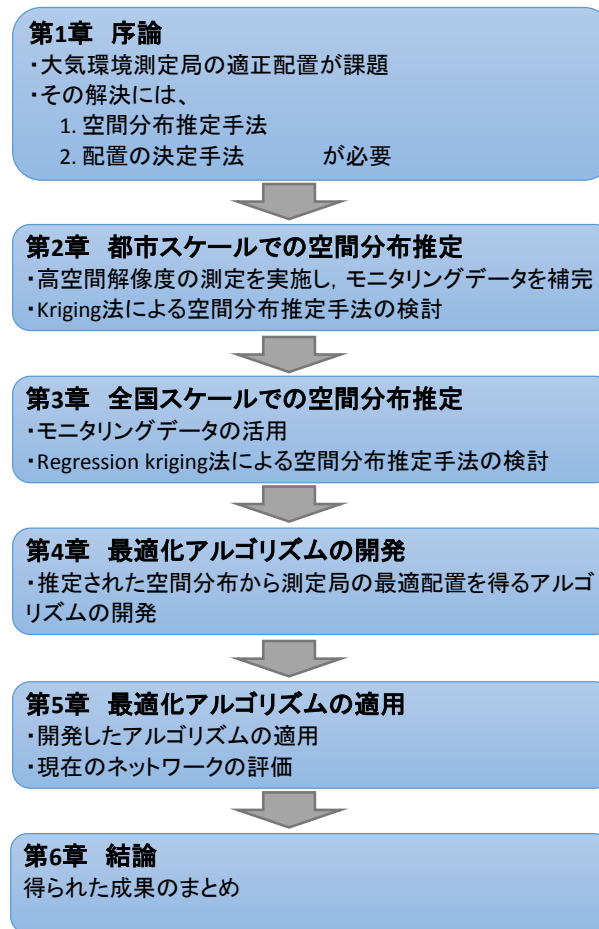 第1章 序論
・大気環境測定局の適正配置が課題
・その解決には、
1. 空間分布推定手法
2. 配置の決定手法 が必要
第2章 都市スケールでの空間分布推定
・高空間解像度の測定を実施し, モニタリングデータを補完
・Kriging法による空間分布推定手法の検討
第3章 全国スケールでの空間分布推定
・モニタリングデータの活用
・Regression kriging法による空間分布推定手法の検討
第4章 最適化アルゴリズムの開発
・推定された空間分布から測定局の最適配置を得るアルゴ
リズムの開発
第5章 最適化アルゴリズムの適用
・開発したアルゴリズムの適用
・現在のネットワークの評価
第6章 結論
得られた成果のまとめ